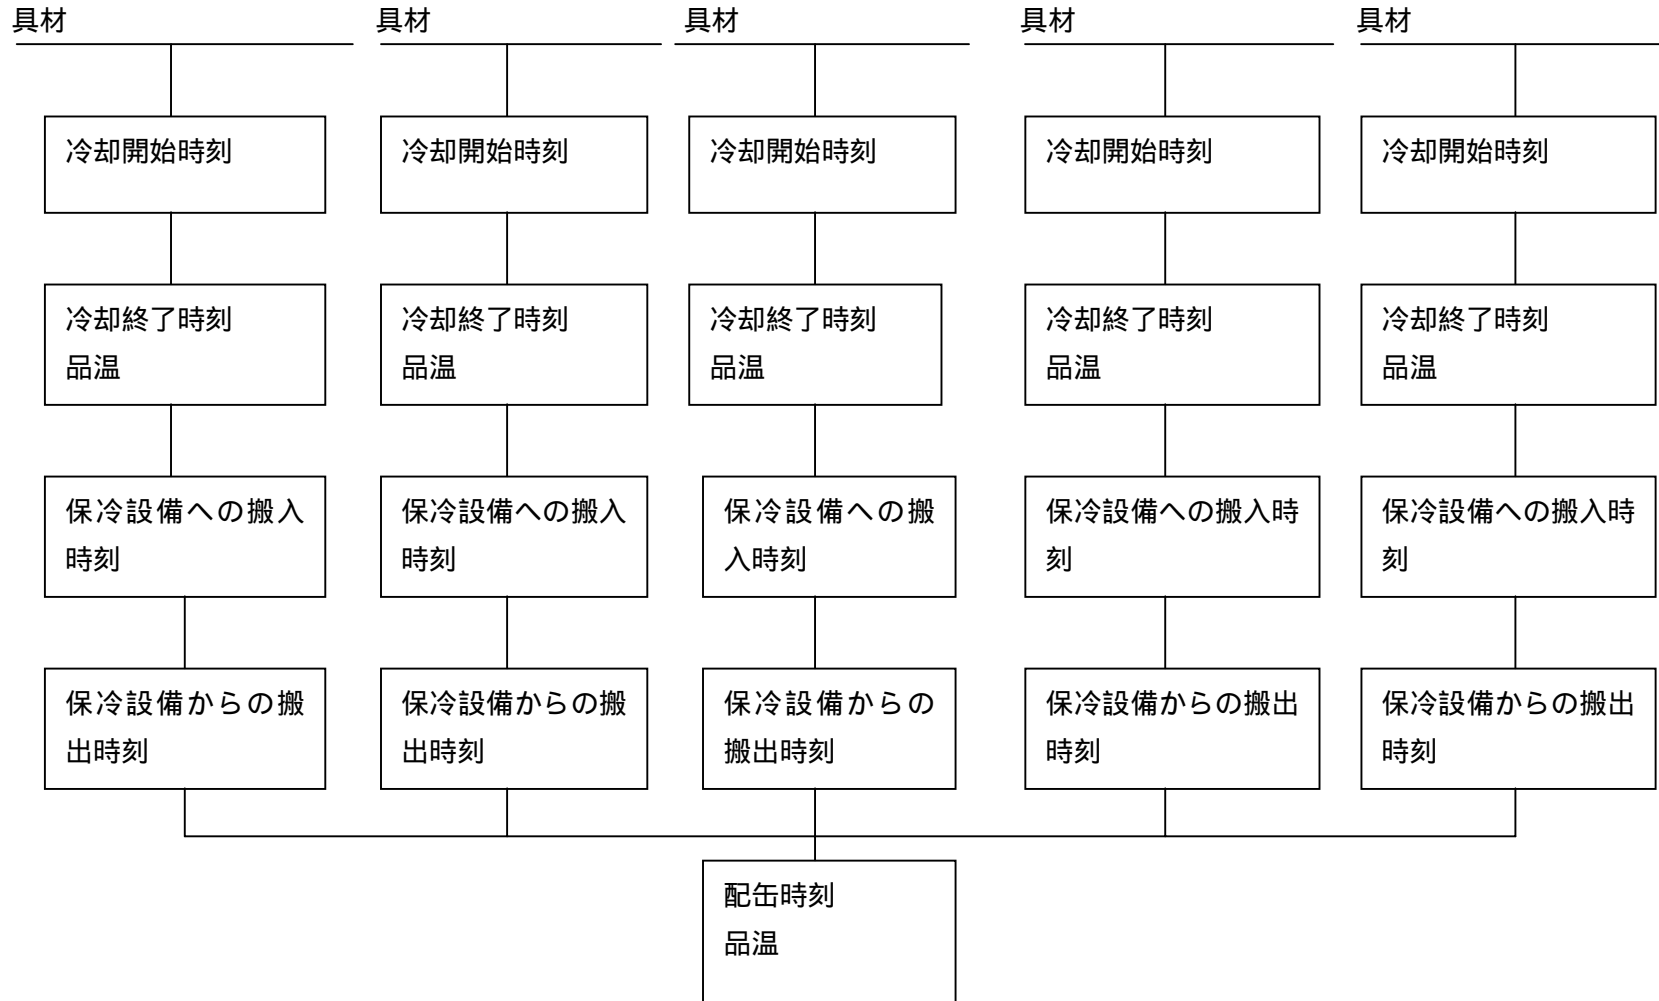 具材
具材
具材
具材
具材
冷却開始時刻
冷却開始時刻
冷却開始時刻
冷却開始時刻
冷却開始時刻
冷却終了時刻
品温
冷却終了時刻
品温
冷却終了時刻
品温
冷却終了時刻
品温
冷却終了時刻
品温
保冷設備への搬入
時刻
保冷設備への搬入
時刻
保冷設備への搬
入時刻
保冷設備への搬入時
刻
保冷設備への搬入時
刻
保冷設備からの搬
出時刻
保冷設備からの搬
出時刻
保冷設備からの
搬出時刻
保冷設備からの搬出
時刻
保冷設備からの搬出
時刻
配缶時刻
品温